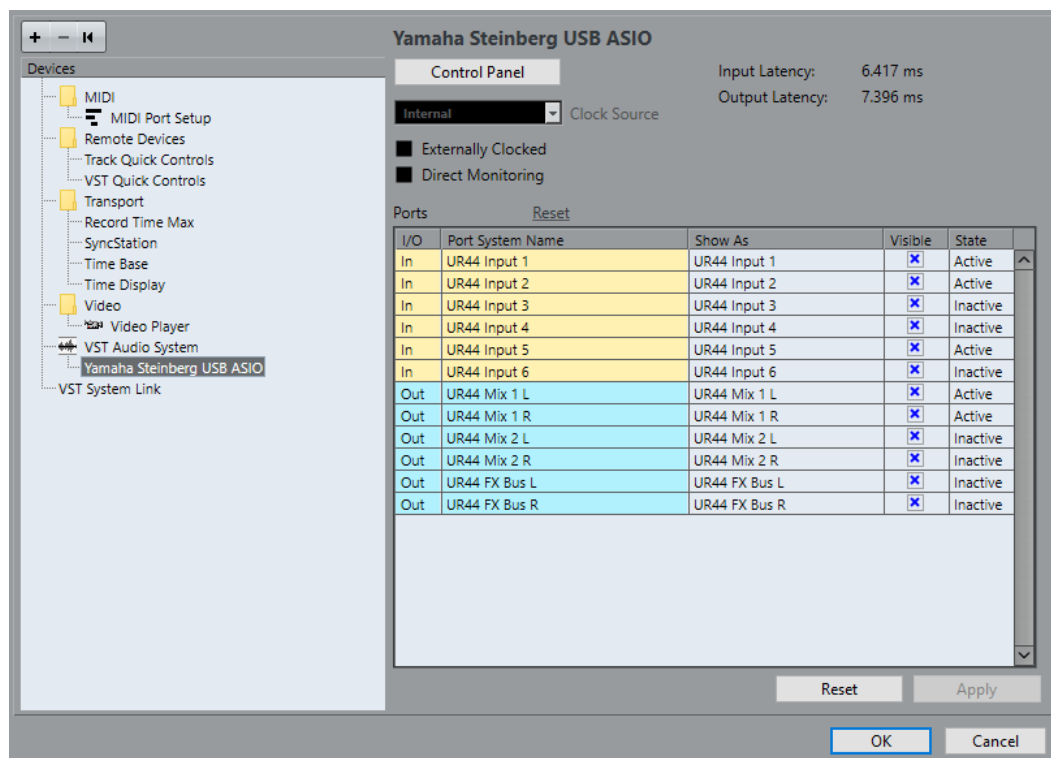 Yamaha Steinberg USB ASIO
Devices
MIDI
MIDI Port Setup
Remote Devices
Track Quick Controls
VST Quick Controls
Transport
Record Time Max
SyncStation
Time Base
Time Display
Video
Video Player
VST Audio System
Yamaha Steinberg USB ASIO
VST System Link
Control Panel
Input Latency: 6.417 ms
Output Latency: 7.396 ms
Internal Clock Source
Externally Clocked
Direct Monitoring
Ports Reset
I/O Port System Name Show As Visible State
In UR44 Input 1 UR44 Input 1 Active
In UR44 Input 2 UR44 Input 2 Active
In UR44 Input 3 UR44 Input 3 Inactive
In UR44 Input 4 UR44 Input 4 Inactive
In UR44 Input 5 UR44 Input 5 Active
In UR44 Input 6 UR44 Input 6 Inactive
Out UR44 Mix 1 L UR44 Mix 1 L Active
Out UR44 Mix 1 R UR44 Mix 1 R Active
Out UR44 Mix 2 L UR44 Mix 2 L Inactive
Out UR44 Mix 2 R UR44 Mix 2 R Inactive
Out UR44 FX Bus L UR44 FX Bus L Inactive
Out UR44 FX Bus R UR44 FX Bus R Inactive
Reset Apply
OK Cancel